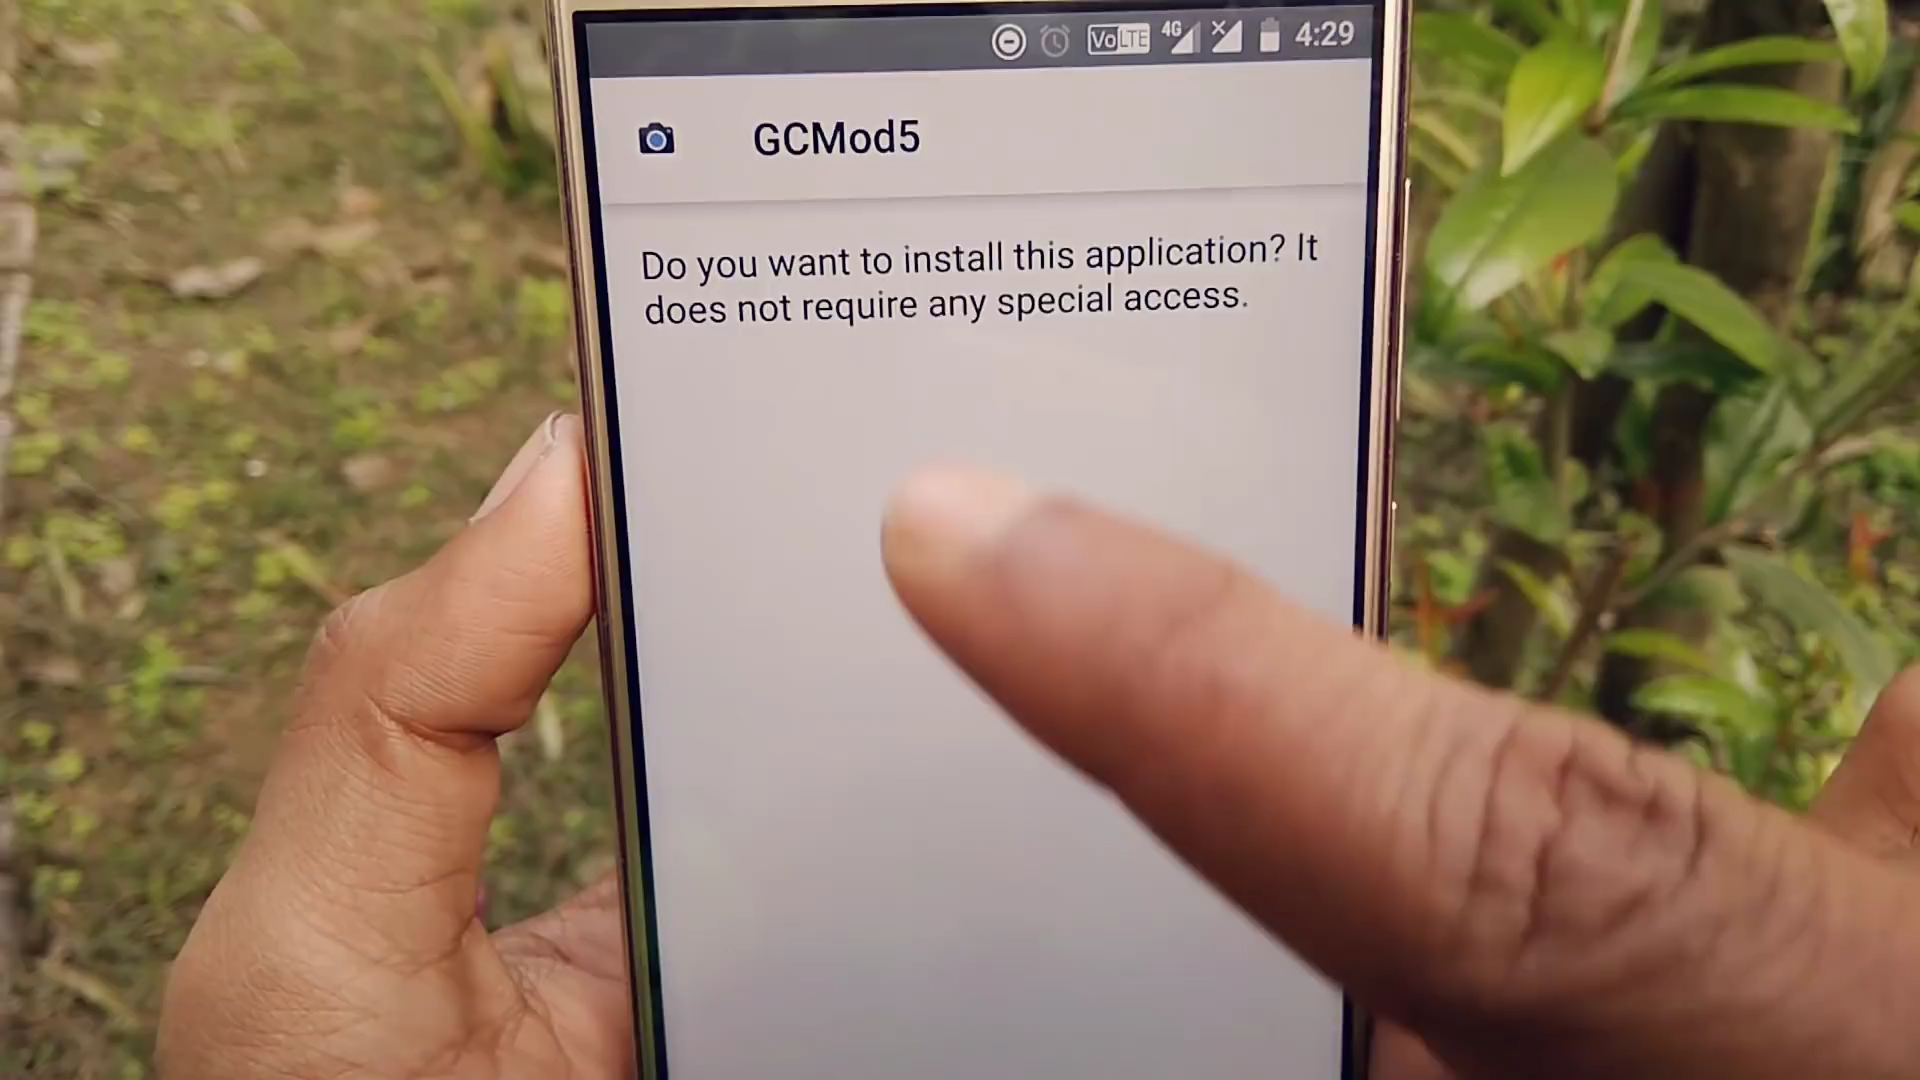 VoLTE 4G 4:29
GCMod5
Do you want to install this application? It
does not require any special access.